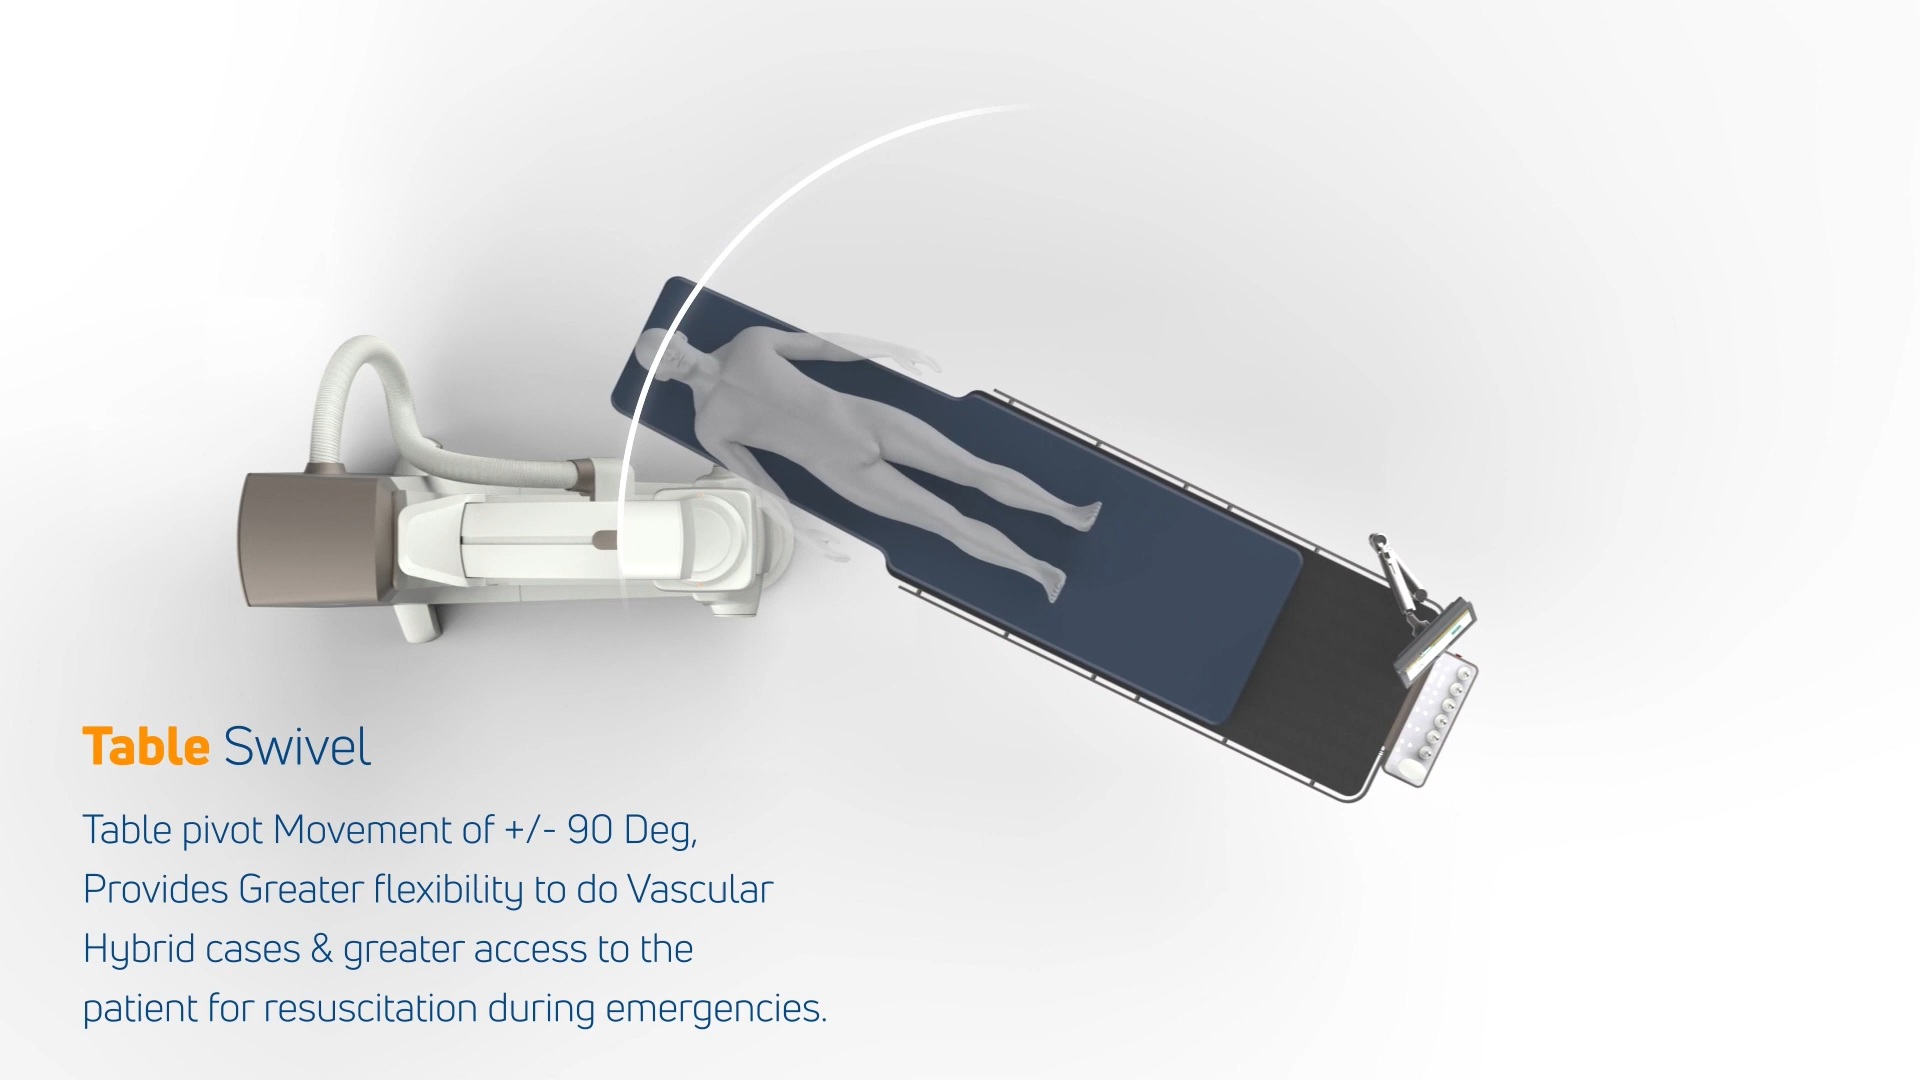 Table Swivel
Table pivot Movement of +/- 90 Deg,
Provides Greater flexibility to do Vascular
Hybrid cases & greater access to the
patient for resuscitation during emergencies.